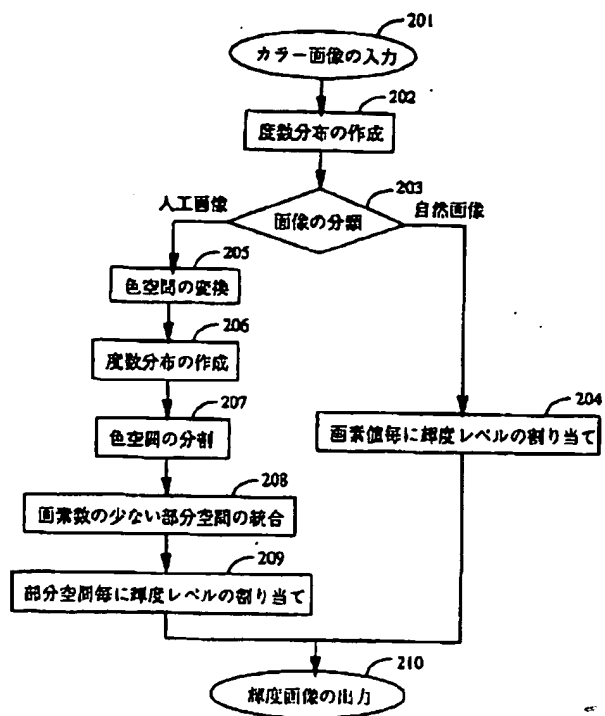 201
カラー画像の入力
202
度数分布の作成
203
画像の分類
人工画像
自然画像
205
色空間の変換
206
度数分布の作成
207
色空間の分割
204
画素値毎に輝度レベルの割り当て
208
画素数の少ない部分空間の統合
209
部分空間毎に輝度レベルの割り当て
210
輝度画像の出力